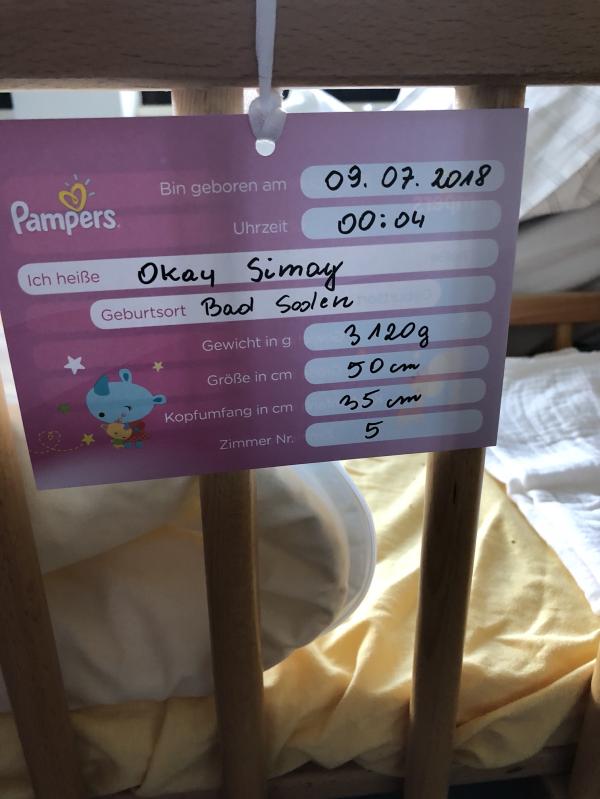 Pampers
Bin geboren am 09.07.2018
Uhrzeit 00:04
Ich heiße Okay Simay
Geburtsort Bad Soden
Gewicht in g 3120g
Größe in cm 50 cm
Kopfumfang in cm 35 cm
Zimmer Nr. 5